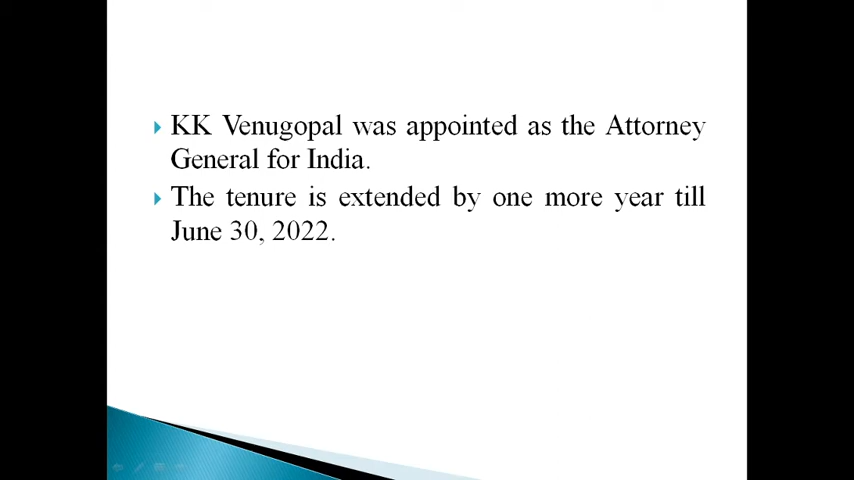 KK Venugopal was appointed as the Attorney
General for India.
The tenure is extended by one more year till
June 30, 2022.